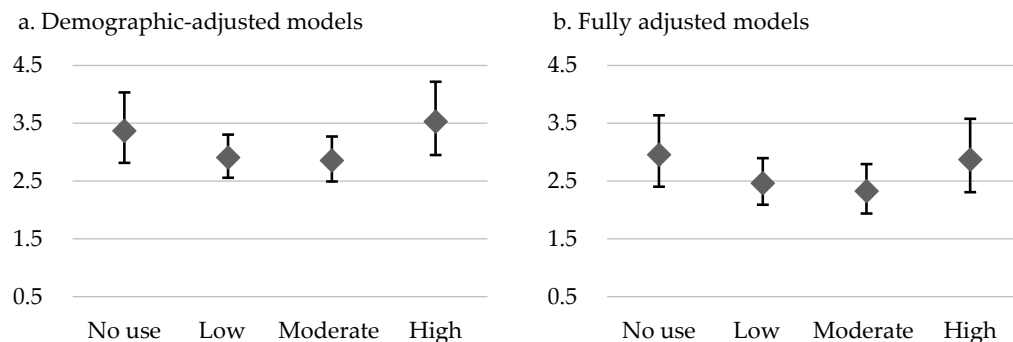 a. Demographic-adjusted models
4.5
3.5
2.5
1.5
0.5
No use Low Moderate High
b. Fully adjusted models
4.5
3.5
2.5
1.5
0.5
No use Low Moderate High